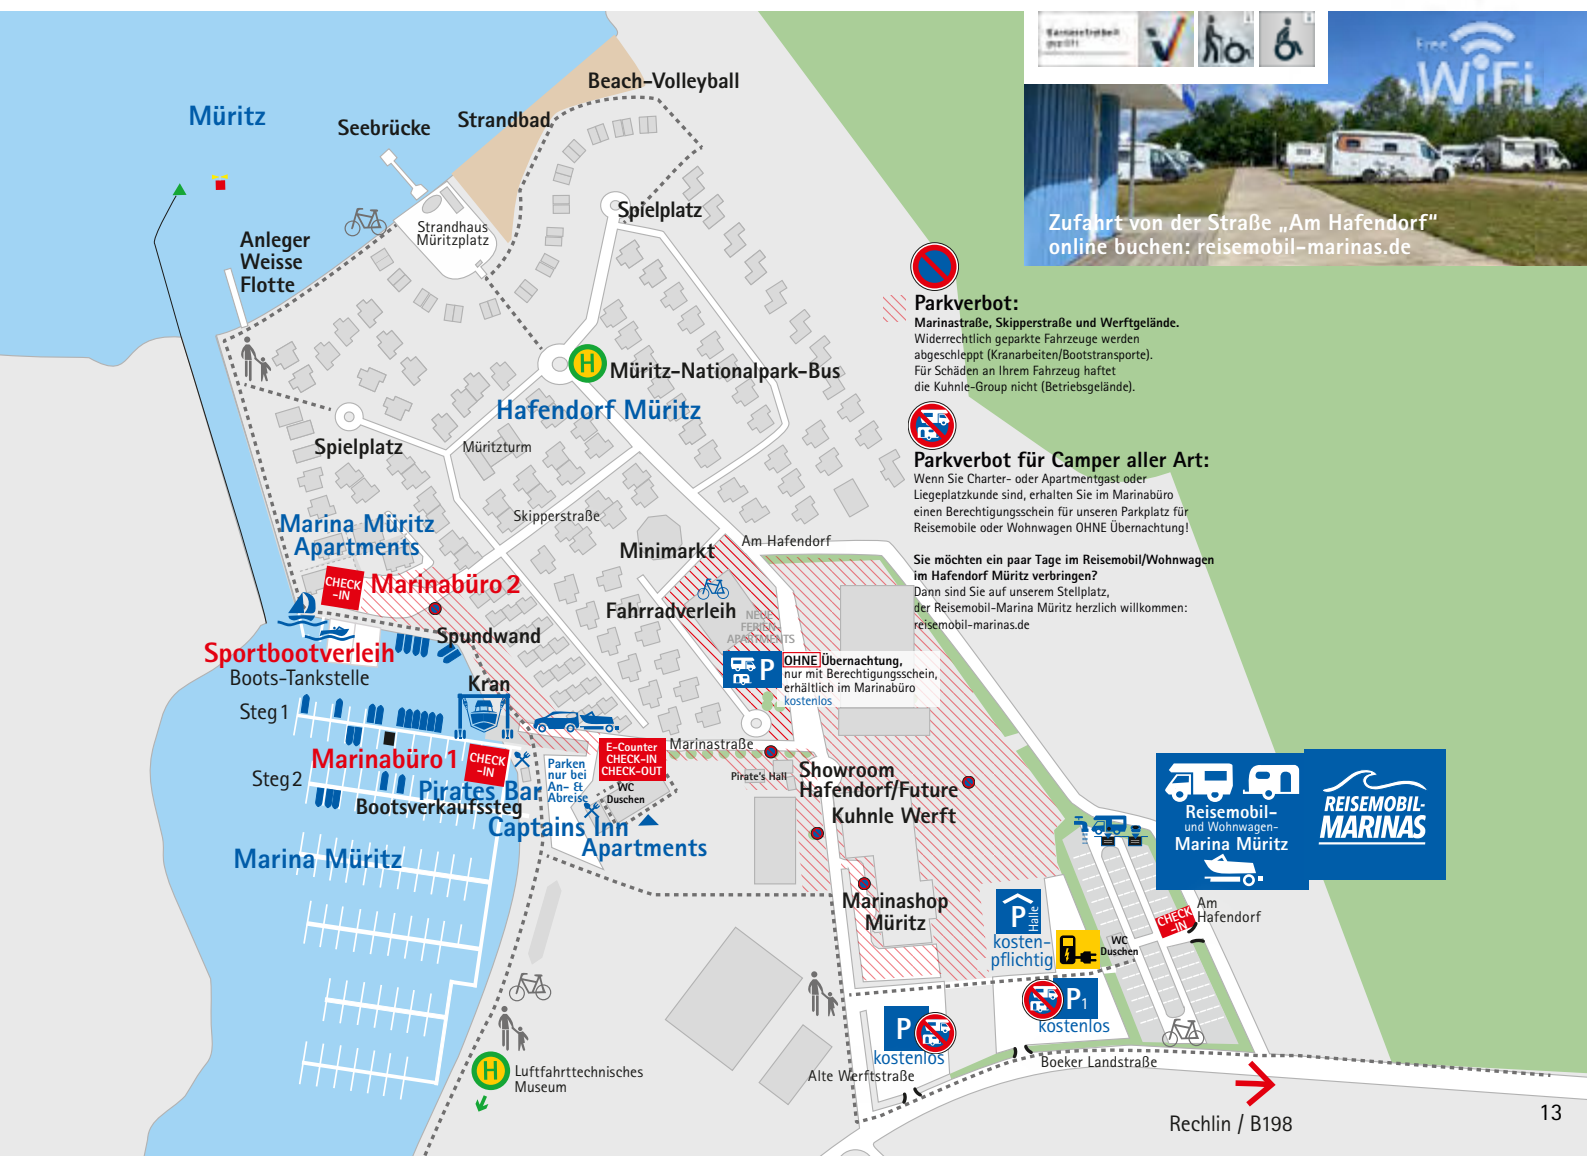 Free
WiFi
Zufahrt von der Straße „Am Hafendorf“
online buchen: reisemobil-marinas.de
Beach-Volleyball
Müritz
Strandbad
Seebrücke
Spielplatz
Strandhaus
Müritzplatz
Anleger
Weisse
Flotte
Parkverbot:
Marinastraße, Skipperstraße und Werftgelände.
Widerrechtlich geparkte Fahrzeuge werden
abgeschleppt (Kranarbeiten/Bootstransporte).
Für Schäden an Ihrem Fahrzeug haftet
die Kuhnle-Group nicht (Betriebsgelände).
H
Müritz-Nationalpark-Bus
Hafendorf Müritz
Spielplatz
Müritzturm
Parkverbot für Camper aller Art:
Wenn Sie Charter- oder Apartmentgast oder
Liegeplatzkunde sind, erhalten Sie im Marinabüro
einen Berechtigungsschein für unseren Parkplatz für
Reisemobile oder Wohnwagen OHNE Übernachtung!
Sie möchten ein paar Tage im Reisemobil/Wohnwagen
im Hafendorf Müritz verbringen?
Dann sind Sie auf unserem Stellplatz,
der Reisemobil-Marina Müritz herzlich willkommen:
reisemobil-marinas.de
Skipperstraße
Marina Müritz
Apartments
Minimarkt
Am Hafendorf
CHECK
-IN
Marinabüro 2
Fahrradverleih
NEUE
FERIEN-
APARTMENTS
Spundwand
Sportbootverleih
Boots-Tankstelle
P
OHNE Übernachtung,
nur mit Berechtigungsschein,
erhältlich im Marinabüro
kostenlos
Kran
Steg 1
Marinabüro 1
CHECK
-IN
Parken
nur bei
An- &
Abreise
E-Counter
CHECK-IN
CHECK-OUT
Marinastraße
WC
Duschen
Pirate's Hall
Showroom
Hafendorf/Future
Kuhnle Werft
Steg 2
Pirates Bar
Bootsverkaufssteg
Captains Inn
Apartments
Marina Müritz
Reisemobil-
und Wohnwagen-
Marina Müritz
REISEMOBIL-
MARINAS
Marinashop
Müritz
P
Halle
kosten-
pflichtig
WC
Duschen
CHECK
-IN
Am
Hafendorf
P
kostenlos
P1
kostenlos
H
Luftfahrttechnisches
Museum
Alte Werftstraße
Boeker Landstraße
Rechlin / B198
13